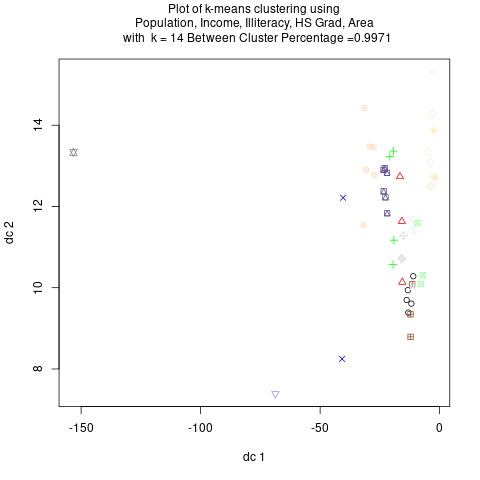 Plot of k-means clustering using
Population, Income, Illiteracy, HS Grad, Area
with k = 14 Between Cluster Percentage =0.9971
14
12
10
8
dc 2
-150
-100
-50
0
dc 1